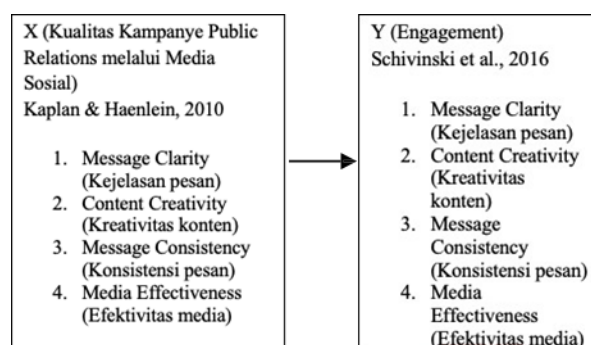 X (Kualitas Kampanye Public
Relations melalui Media
Sosial)
Kaplan & Haenlein, 2010
1. Message Clarity
(Kejelasan pesan)
2. Content Creativity
(Kreativitas konten)
3. Message Consistency
(Konsistensi pesan)
4. Media Effectiveness
(Efektivitas media)
Y (Engagement)
Schivinski et al., 2016
1. Message Clarity
(Kejelasan pesan)
2. Content Creativity
(Kreativitas
konten)
3. Message
Consistency
(Konsistensi pesan)
4. Media
Effectiveness
(Efektivitas media)